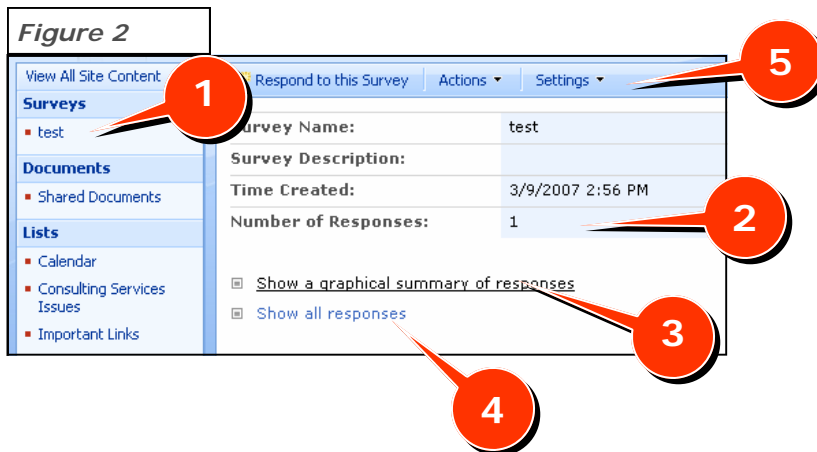 Figure 2
View All Site Content
Surveys
test
Documents
Shared Documents
Lists
Calendar
Consulting Services
Issues
Important Links
Respond to this Survey Actions Settings
Survey Name: test
Survey Description:
Time Created: 3/9/2007 2:56 PM
Number of Responses: 1
Show a graphical summary of responses
Show all responses
1
2
3
4
5